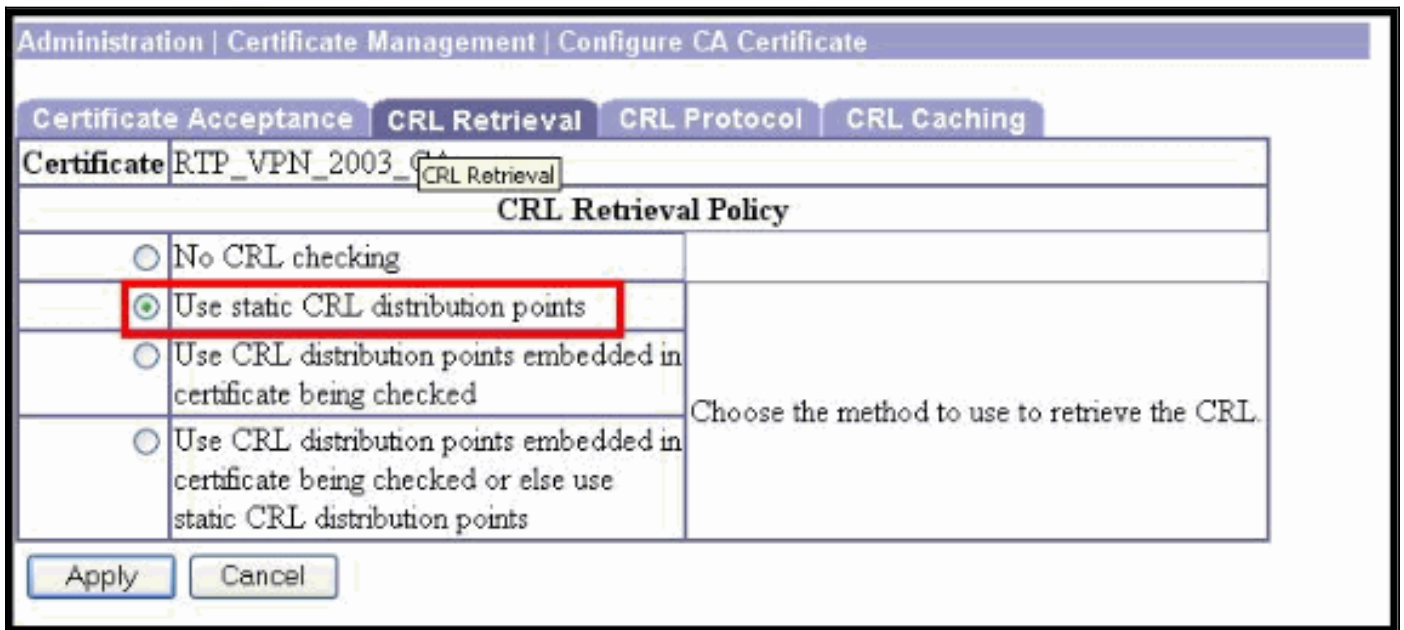 Administration | Certificate Management | Configure CA Certificate
Certificate Acceptance CRL Retrieval CRL Protocol CRL Caching
Certificate RTP_VPN_2003_
CRL Retrieval
CRL Retrieval Policy
No CRL checking
Use static CRL distribution points
Use CRL distribution points embedded in
certificate being checked
Choose the method to use to retrieve the CRL.
Use CRL distribution points embedded in
certificate being checked or else use
static CRL distribution points
Apply Cancel